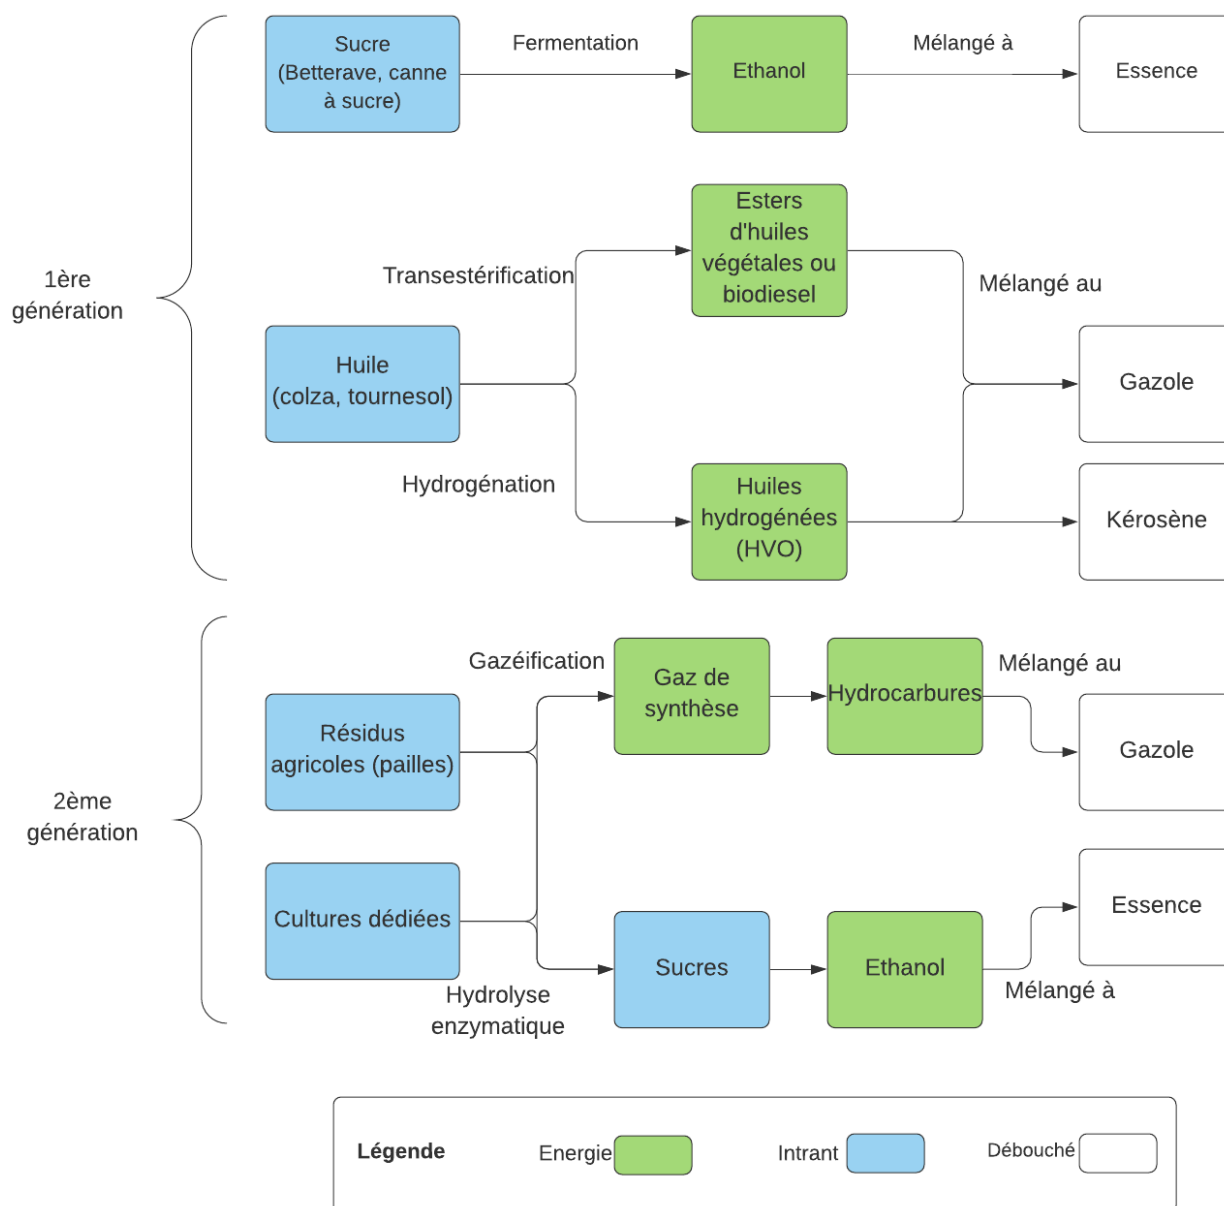 Sucre
(Betterave, canne
à sucre)
Fermentation
Ethanol
Mélangé à
Essence
1ère
génération
Transestérification
Esters
d'huiles
végétales ou
biodiesel
Mélangé au
Huile
(colza, tournesol)
Gazole
Hydrogénation
Huiles
hydrogénées
(HVO)
Kérosène
2ème
génération
Gazéification
Gaz de
synthèse
Hydrocarbures
Mélangé au
Résidus
agricoles (pailles)
Gazole
Cultures dédiées
Hydrolyse
enzymatique
Sucres
Ethanol
Mélangé à
Essence
Légende
Energie
Intrant
Débouché